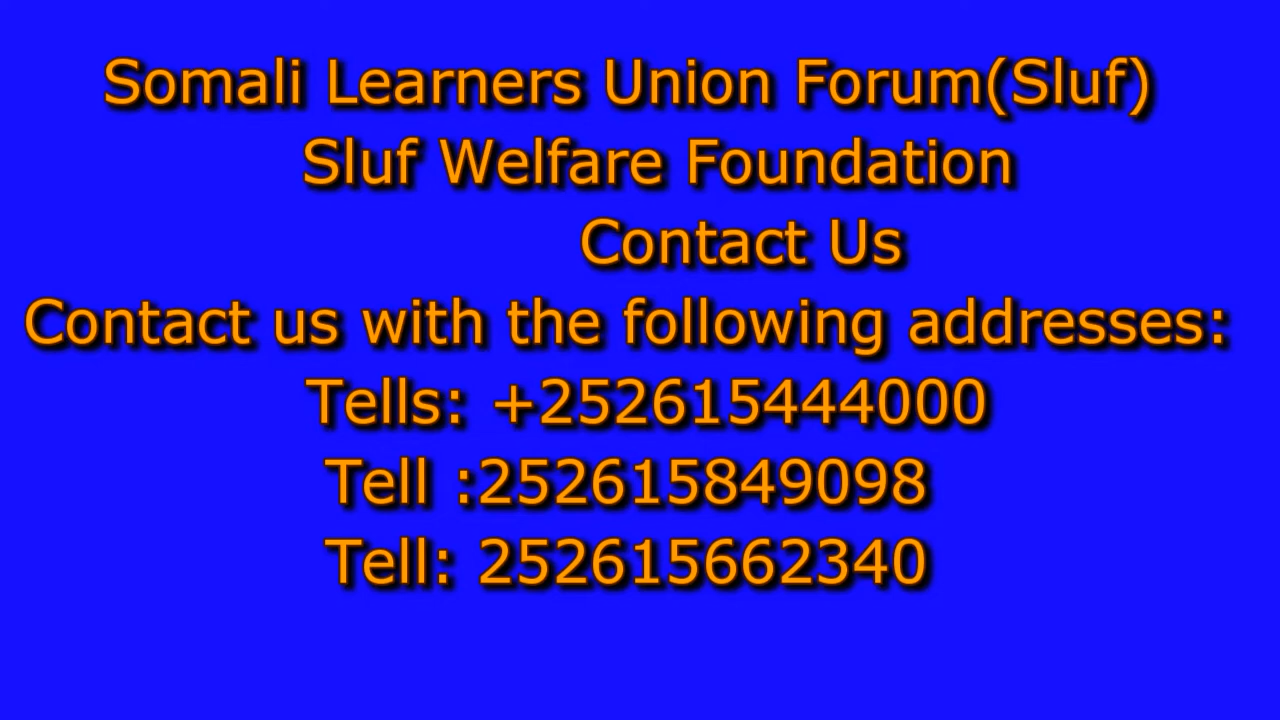 Somali Learners Union Forum(Sluf)
Sluf Welfare Foundation
Contact Us
Contact us with the following addresses:
Tells: +252615444000
Tell :252615849098
Tell: 252615662340